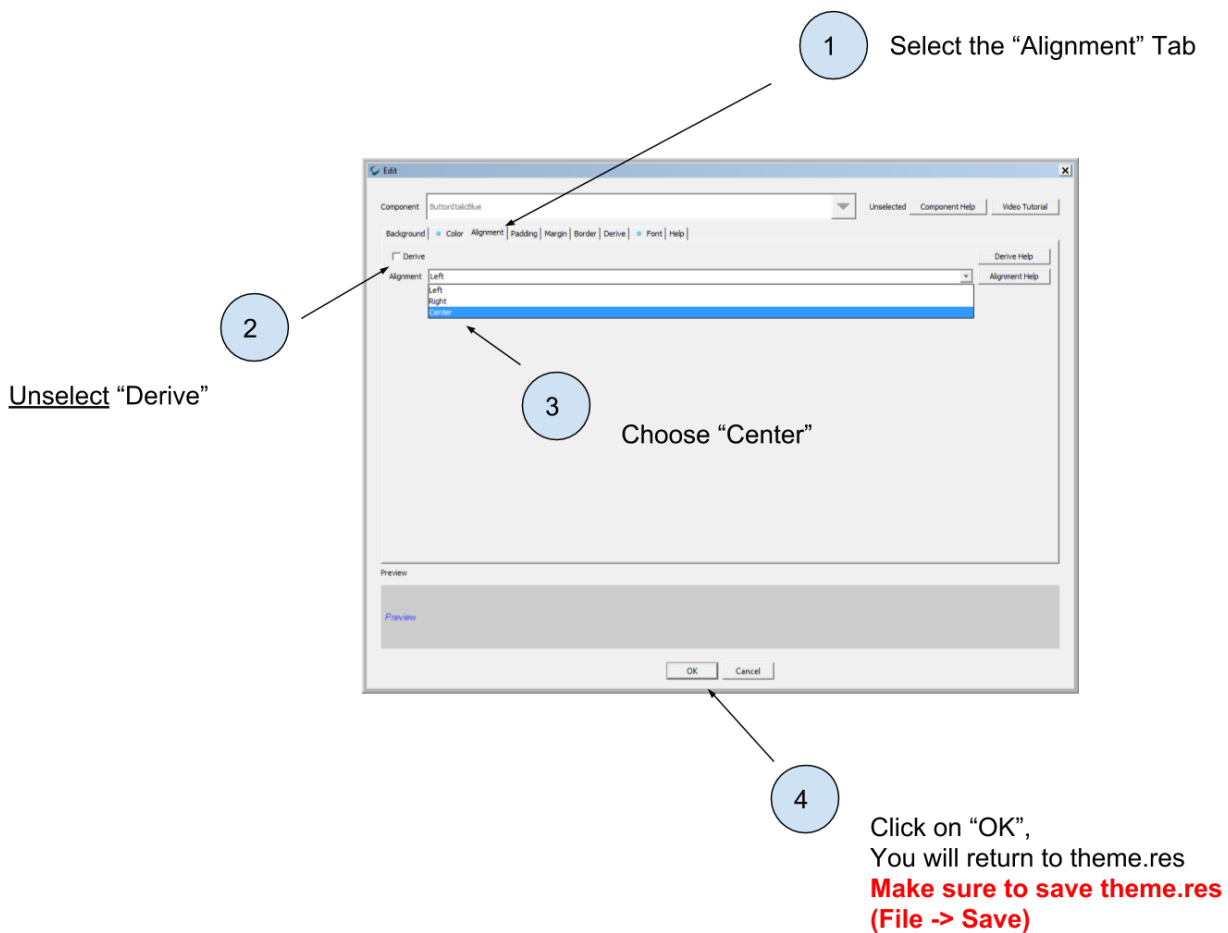 1
Select the “Alignment” Tab
Edit
Component
ButtonItalicBlue
Unselected
Component Help
Video Tutorial
Background
Color
Alignment
Padding
Margin
Border
Derive
Font
Help
Derive
Derive Help
Alignment
Left
Alignment Help
Left
Right
Center
2
Unselect “Derive”
3
Choose “Center”
Preview
Preview
OK
Cancel
4
Click on “OK”,
You will return to theme.res
Make sure to save theme.res
(File -> Save)